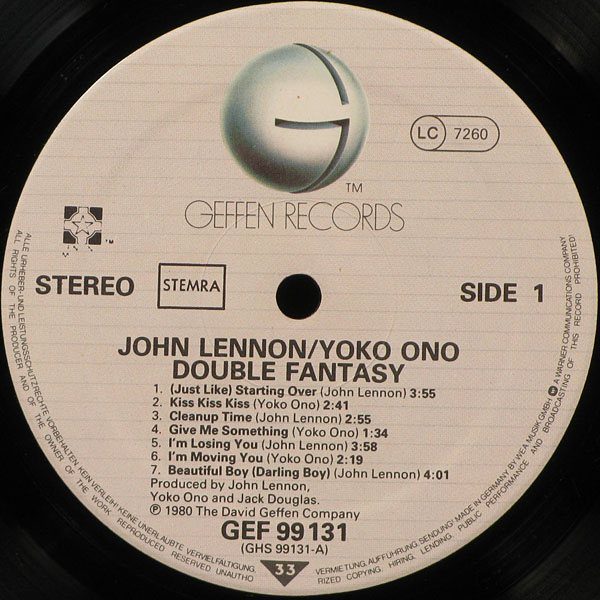 G
TM
GEFFEN RECORDS
LC 7260
STEREO
STEMRA
SIDE 1
JOHN LENNON/YOKO ONO
DOUBLE FANTASY
1. (Just Like) Starting Over (John Lennon) 3:55
2. Kiss Kiss Kiss (Yoko Ono) 2:41
3. Cleanup Time (John Lennon) 2:55
4. Give Me Something (Yoko Ono) 1:34
5. I'm Losing You (John Lennon) 3:58
6. I'm Moving You (Yoko Ono) 2:19
7. Beautiful Boy (Darling Boy) (John Lennon) 4:01
Produced by John Lennon,
Yoko Ono and Jack Douglas.
℗ 1980 The David Geffen Company
GEF 99131
(GHS 99131-A)
33
ALLE URHEBER- UND LEISTUNGSSCHUTZRECHTE VORBEHALTEN. KEIN VERLEIH! KEINE UNERLAUBTE VERVIELFÄLTIGUNG, VERMIETUNG, AUFFÜHRUNG, SENDUNG! MADE IN GERMANY BY WEA MUSIK GMBH A WARNER COMMUNICATIONS COMPANY
ALL RIGHTS OF THE PRODUCER AND OF THE OWNER OF THE WORK REPRODUCED RESERVED. UNAUTHORIZED COPYING, HIRING, LENDING, PUBLIC PERFORMANCE AND BROADCASTING OF THIS RECORD PROHIBITED!